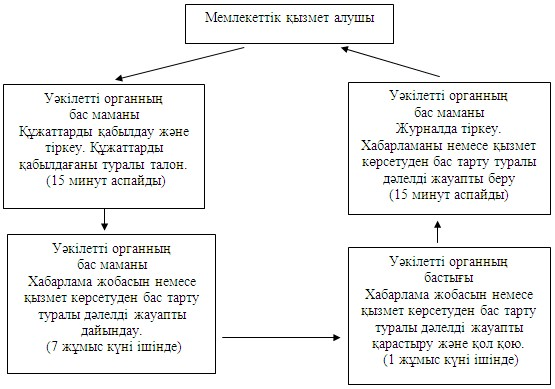 Мемлекеттік қызмет алушы
Уәкілетті органның
бас маманы
Құжаттарды қабылдау және
тіркеу. Құжаттарды
қабылдағаны туралы талон.
(15 минут аспайды)
Уәкілетті органның
бас маманы
Хабарлама жобасын немесе
қызмет көрсетуден бас тарту
туралы дәлелді жауапты
дайындау.
(7 жұмыс күні ішінде)
Уәкілетті органның
бастығы
Хабарлама жобасын немесе
қызмет көрсетуден бас тарту
туралы дәлелді жауапты
қарастыру және қол қою.
(1 жұмыс күні ішінде)
Уәкілетті органның
бас маманы
Журналда тіркеу.
Хабарламаны немесе қызмет
көрсетуден бас тарту туралы
дәлелді жауапты беру
(15 минут аспайды)